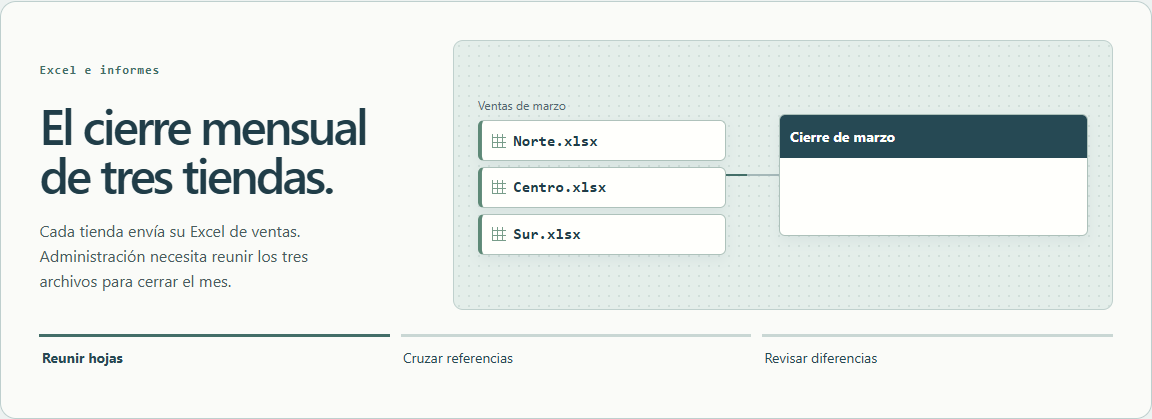 Excel e informes
El cierre mensual
de tres tiendas.
Cada tienda envía su Excel de ventas.
Administración necesita reunir los tres
archivos para cerrar el mes.
Ventas de marzo
Norte.xlsx
Centro.xlsx
Sur.xlsx
Cierre de marzo
Reunir hojas
Cruzar referencias
Revisar diferencias